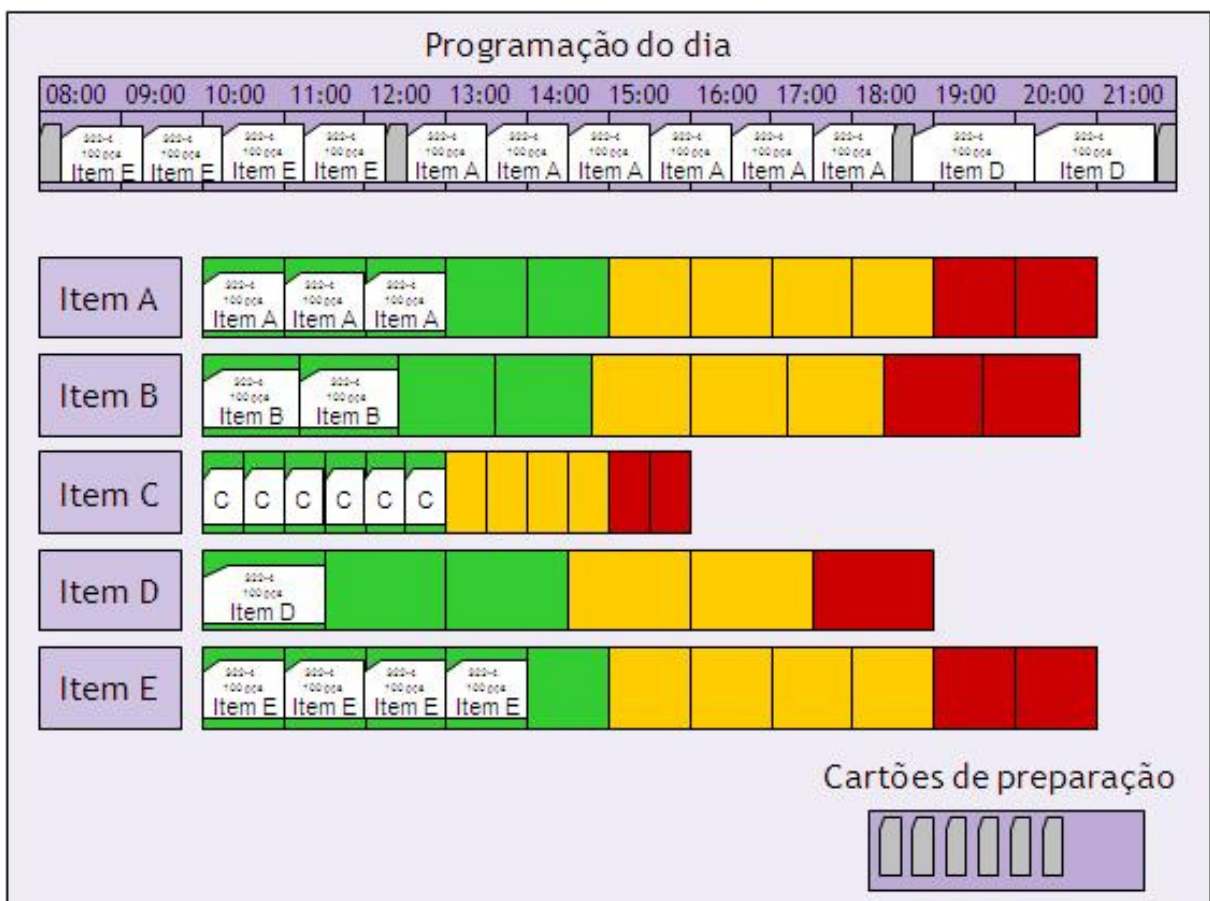 Programação do dia
08:00 09:00 10:00 11:00 12:00 13:00 14:00 15:00 16:00 17:00 18:00 19:00 20:00 21:00
Item E Item E Item E Item E Item A Item A Item A Item A Item A Item A Item D Item D
Item A Item A Item A Item A
Item B Item B Item B
Item C C C C C C C
Item D Item D
Item E Item E Item E Item E Item E
Cartões de preparação